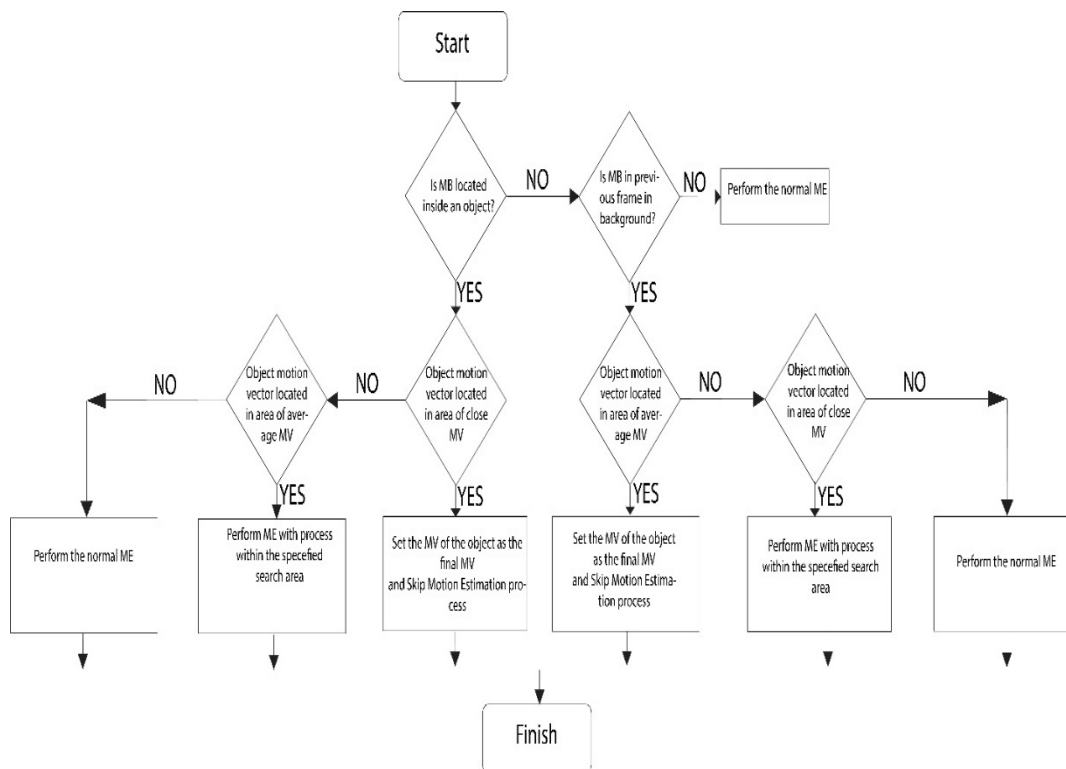 Start
Is MB located
inside an object?
NO
Is MB in previ-
ous frame in
background?
NO
Perform the normal ME
YES
YES
NO
Object motion
vector located
in area of aver-
age MV
NO
Object motion
vector located
in area of close
MV
Object motion
vector located
in area of aver-
age MV
NO
Object motion
vector located
in area of close
MV
NO
YES
YES
YES
YES
Perform the normal ME
Perform ME with process
within the specefied
search area
Set the MV of the object as the
final MV
and Skip Motion Estimation pro-
cess
Set the MV of the object
as the final MV
and Skip Motion Estima-
tion process
Perform ME with process
within the specefied search
area
Perform the normal ME
Finish